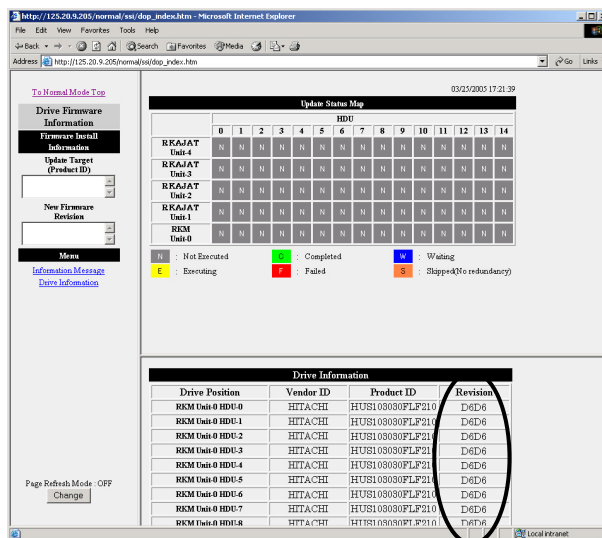 http://125.20.9.205/normal/ssi/dop_index.htm - Microsoft Internet Explorer
File Edit View Favorites Tools Help
Back Search Favorites Media
Address http://125.20.9.205/normal/ssi/dop_index.htm Go Links
To Normal Mode Top
Drive Firmware
Information
Firmware Install
Information
Update Target
(Product ID)
New Firmware
Revision
Menu
Information Message
Drive Information
Page Refresh Mode : OFF
Change
03/25/2005 17:21:39
Update Status Map
HDU
0 1 2 3 4 5 6 7 8 9 10 11 12 13 14
RKAJAT
Unit-4 N N N N N N N N N N N N N N N
RKAJAT
Unit-3 N N N N N N N N N N N N N N N
RKAJAT
Unit-2 N N N N N N N N N N N N N N N
RKAJAT
Unit-1 N N N N N N N N N N N N N N N
RKM
Unit-0 N N N N N N N N N N N N N N N
N : Not Executed C : Completed W : Waiting
E : Executing F : Failed S : Skipped(No redundancy)
Drive Information
Drive Position Vendor ID Product ID Revision
RKM Unit-0 HDU-0 HITACHI HUS103030FLF210 D6D6
RKM Unit-0 HDU-1 HITACHI HUS103030FLF210 D6D6
RKM Unit-0 HDU-2 HITACHI HUS103030FLF210 D6D6
RKM Unit-0 HDU-3 HITACHI HUS103030FLF210 D6D6
RKM Unit-0 HDU-4 HITACHI HUS103030FLF210 D6D6
RKM Unit-0 HDU-5 HITACHI HUS103030FLF210 D6D6
RKM Unit-0 HDU-6 HITACHI HUS103030FLF210 D6D6
RKM Unit-0 HDU-7 HITACHI HUS103030FLF210 D6D6
RKM Unit-0 HDU-8 HITACHI HUS103030FLF210 D6D6
Local intranet